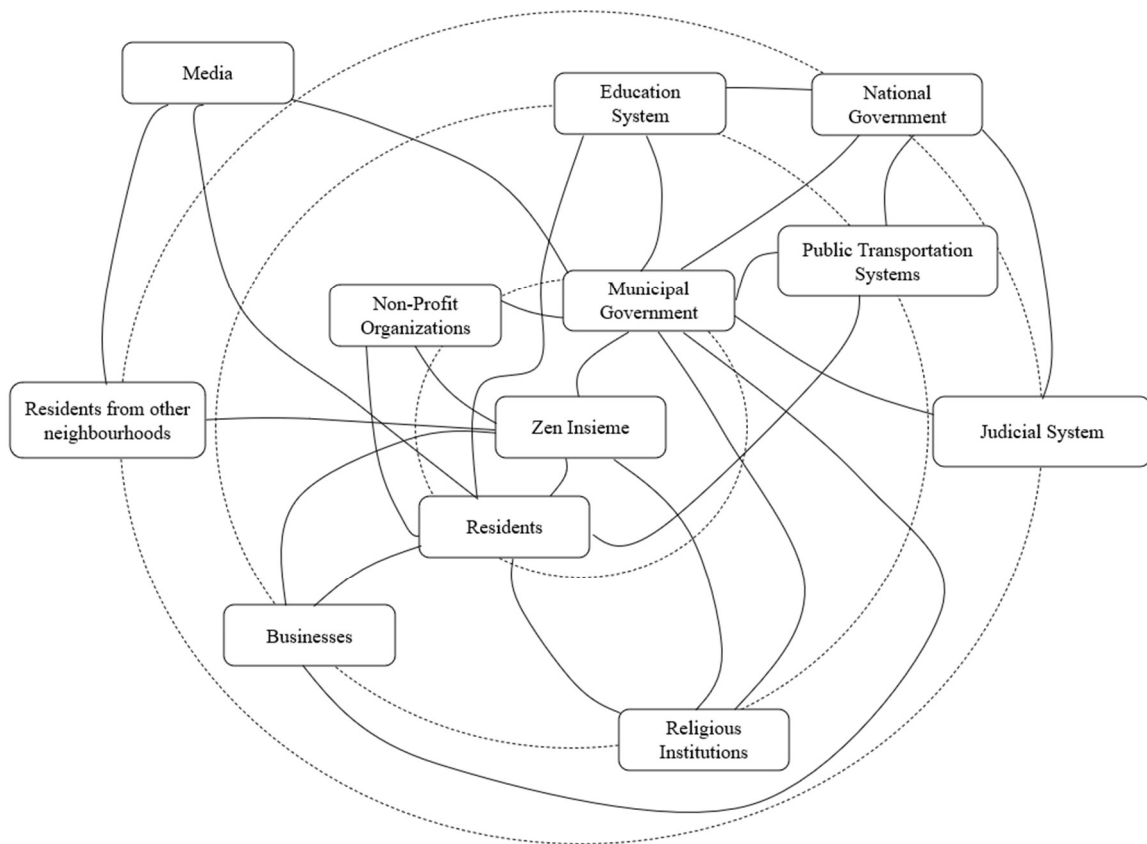 Media
Education
System
National
Government
Public Transportation
Systems
Municipal
Government
Non-Profit
Organizations
Residents from other
neighbourhoods
Zen Insieme
Judicial System
Residents
Businesses
Religious
Institutions